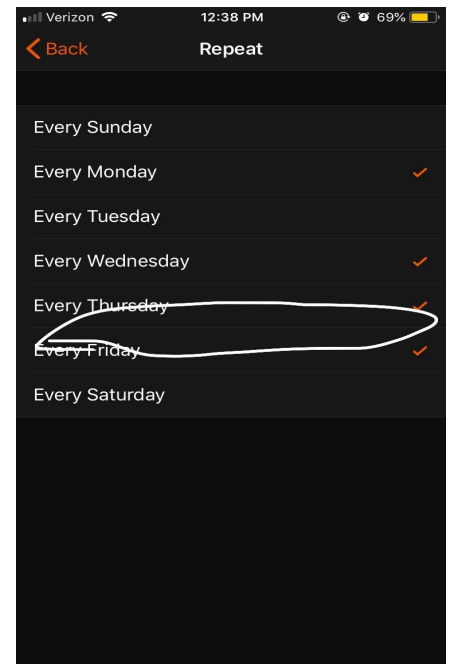 Verizon 12:38 PM 69%
Back Repeat
Every Sunday
Every Monday
Every Tuesday
Every Wednesday
Every Thursday
Every Friday
Every Saturday